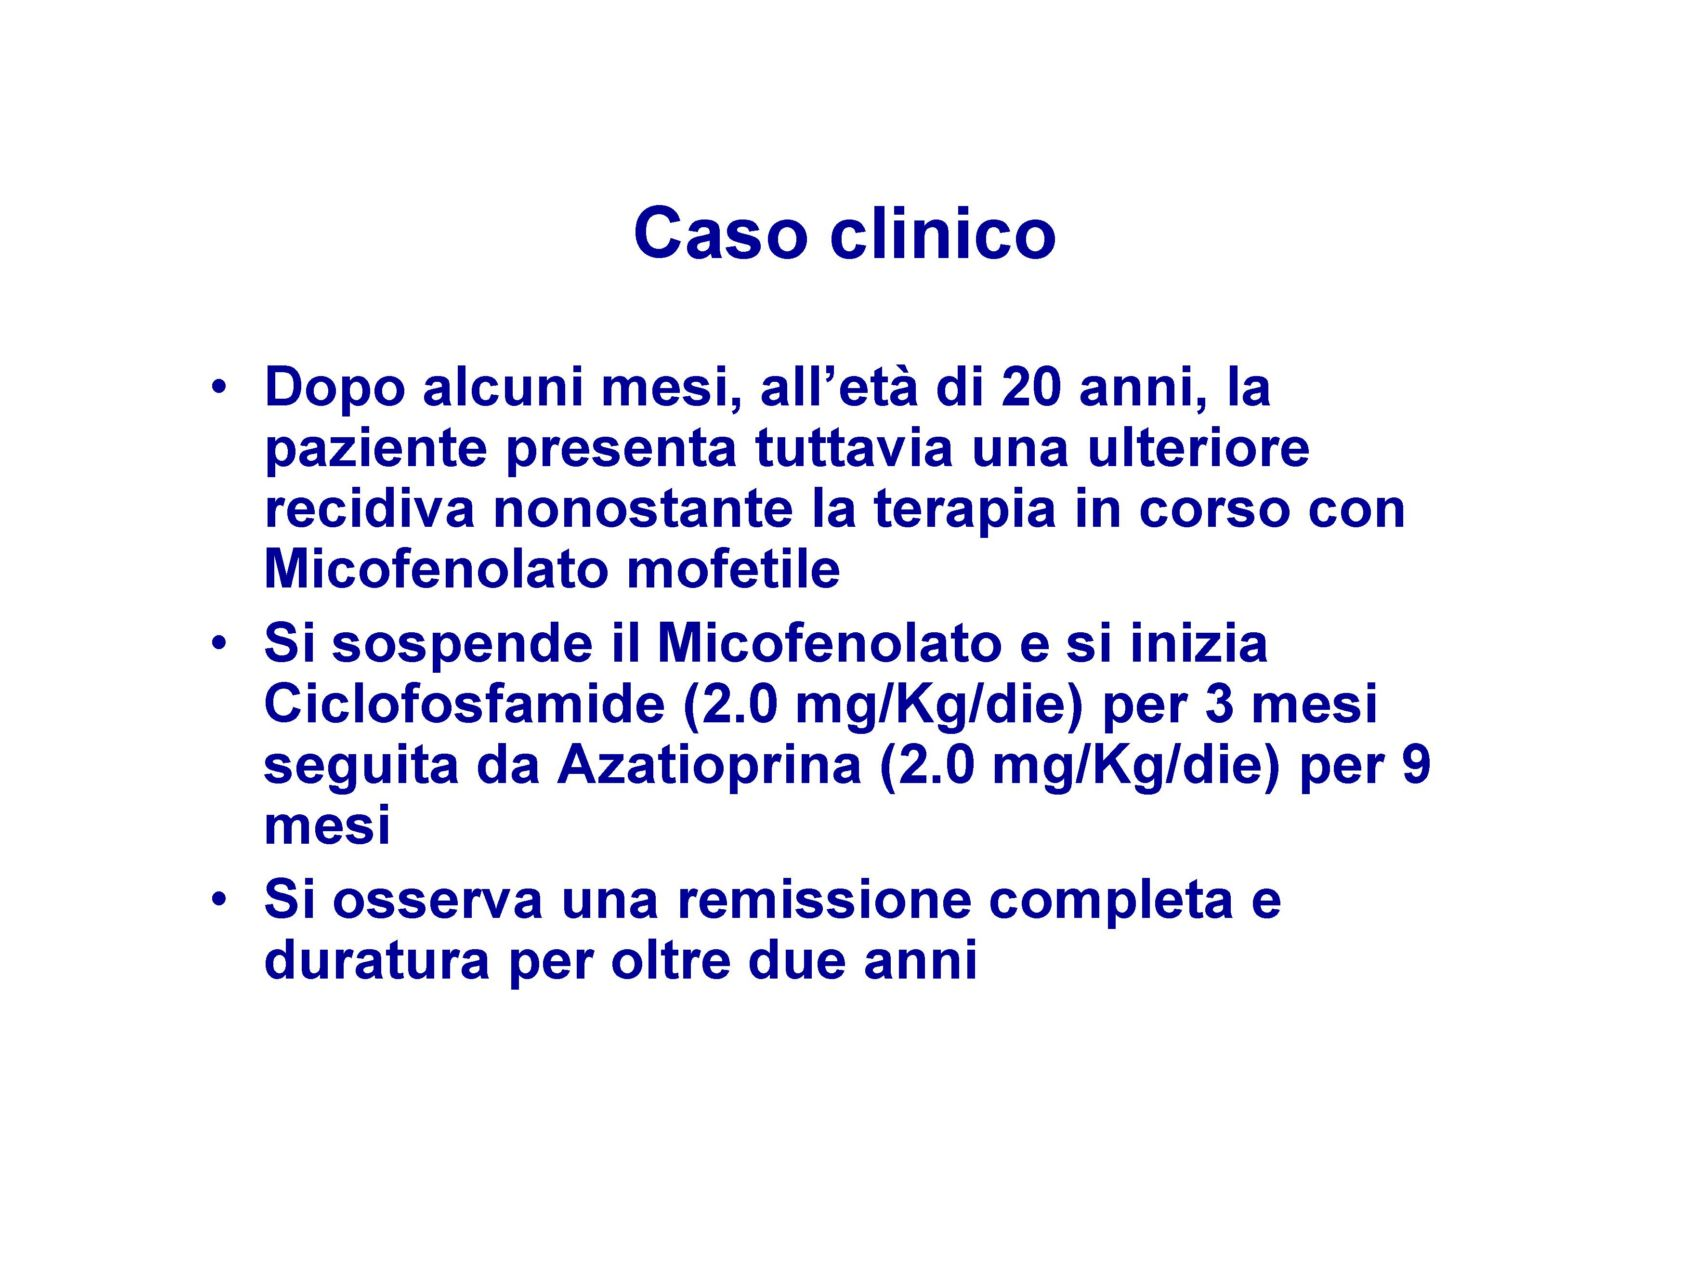 Caso clinico
• Dopo alcuni mesi, all’età di 20 anni, la
paziente presenta tuttavia una ulteriore
recidiva nonostante la terapia in corso con
Micofenolato mofetile
• Si sospende il Micofenolato e si inizia
Ciclofosfamide (2.0 mg/Kg/die) per 3 mesi
seguita da Azatioprina (2.0 mg/Kg/die) per 9
mesi
• Si osserva una remissione completa e
duratura per oltre due anni